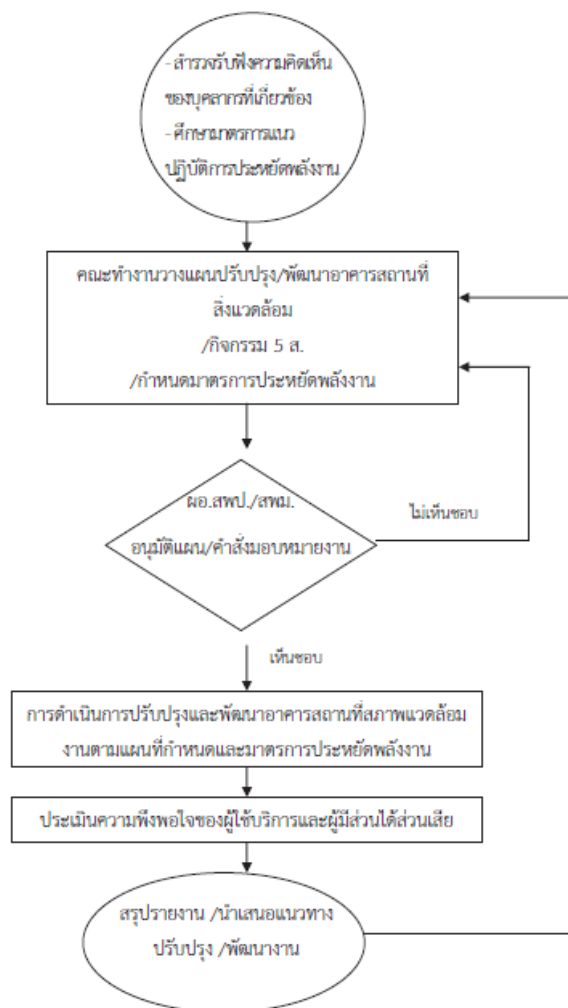 - สำรวจรับฟังความคิดเห็น
ของบุคลากรที่เกี่ยวข้อง
- ศึกษามาตรการแนว
ปฏิบัติการประหยัดพลังงาน
คณะทำงานวางแผนปรับปรุง/พัฒนาอาคารสถานที่
สิ่งแวดล้อม
/กิจกรรม 5 ส.
/กำหนดมาตรการประหยัดพลังงาน
ผอ.สพป./สพม.
อนุมัติแผน/คำสั่งมอบหมายงาน
ไม่เห็นชอบ
เห็นชอบ
การดำเนินการปรับปรุงและพัฒนาอาคารสถานที่สภาพแวดล้อม
งานตามแผนที่กำหนดและมาตรการประหยัดพลังงาน
ประเมินความพึงพอใจของผู้ใช้บริการและผู้มีส่วนได้ส่วนเสีย
สรุปรายงาน /นำเสนอแนวทาง
ปรับปรุง /พัฒนางาน